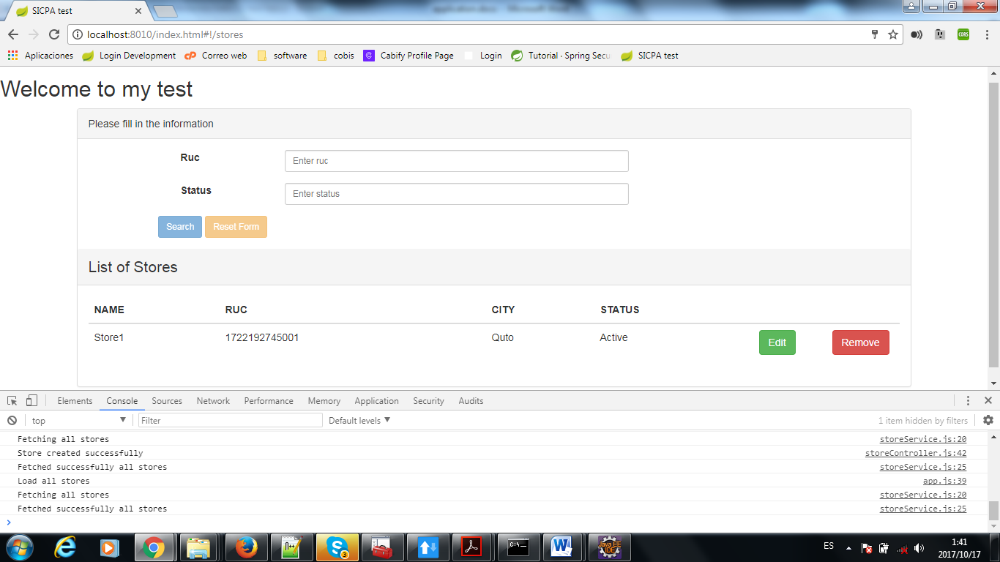 SICPA test
localhost:8010/index.html#!/stores
CORS
Aplicaciones Login Development Correo web software cobis Cabify Profile Page Login Tutorial · Spring Secu SICPA test
Welcome to my test
Please fill in the information
Ruc Enter ruc
Status Enter status
Search Reset Form
List of Stores
NAME RUC CITY STATUS
Store1 1722192745001 Quto Active Edit Remove
Elements Console Sources Network Performance Memory Application Security Audits
top Filter Default levels 1 item hidden by filters
Fetching all stores storeService.js:20
Store created successfully storeController.js:42
Fetched successfully all stores storeService.js:25
Load all stores app.js:39
Fetching all stores storeService.js:20
Fetched successfully all stores storeService.js:25
ES 1:41
2017/10/17